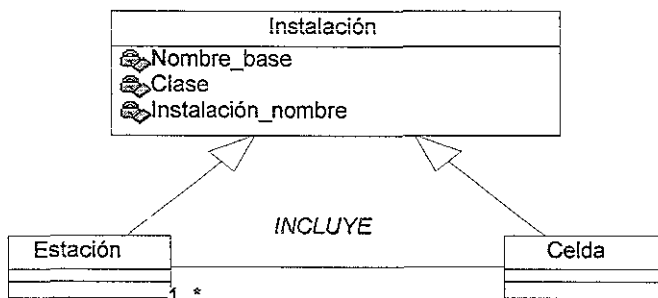 Instalación
Nombre_base
Clase
Instalación_nombre
INCLUYE
Estación
Celda
1..*